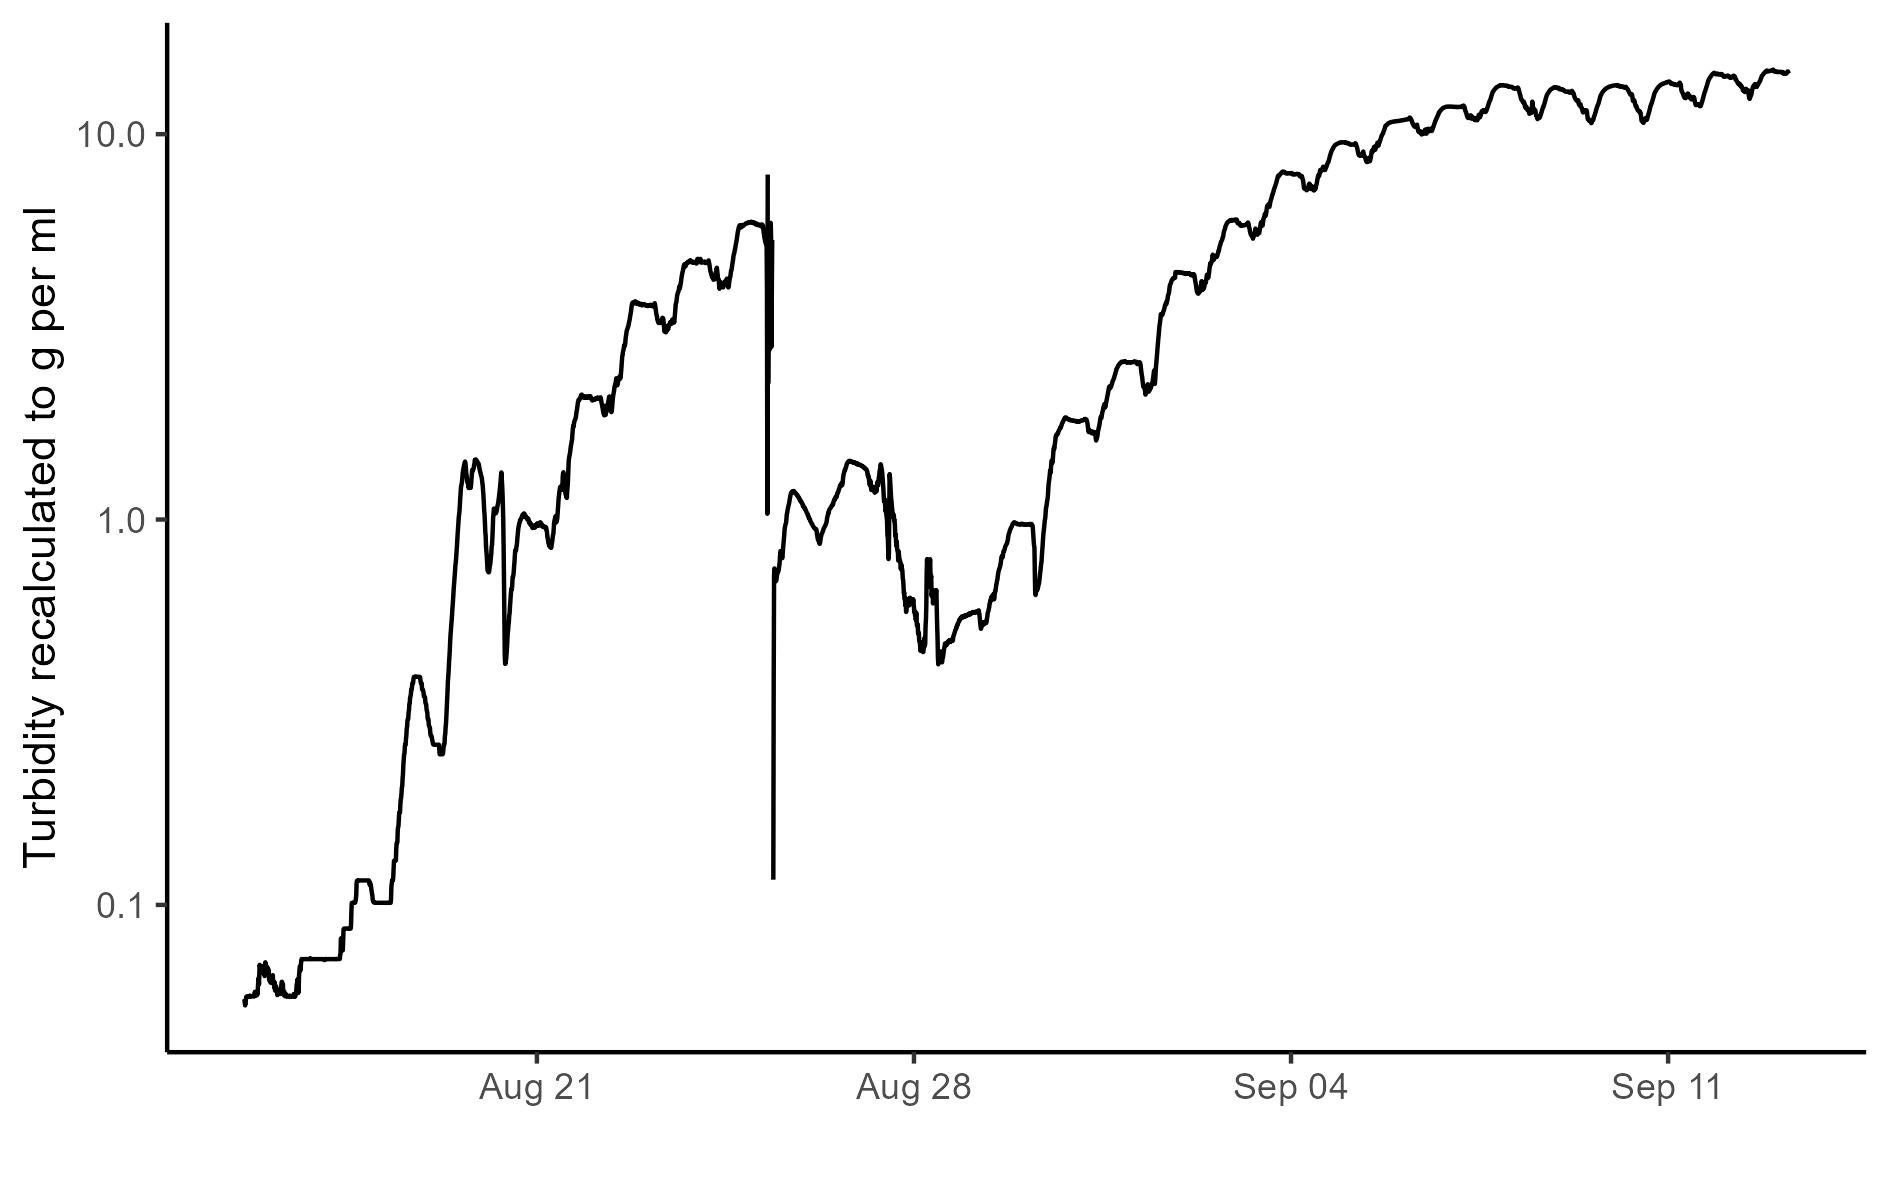 Turbidity recalculated to g per ml
10.0
1.0
0.1
Aug 21
Aug 28
Sep 04
Sep 11